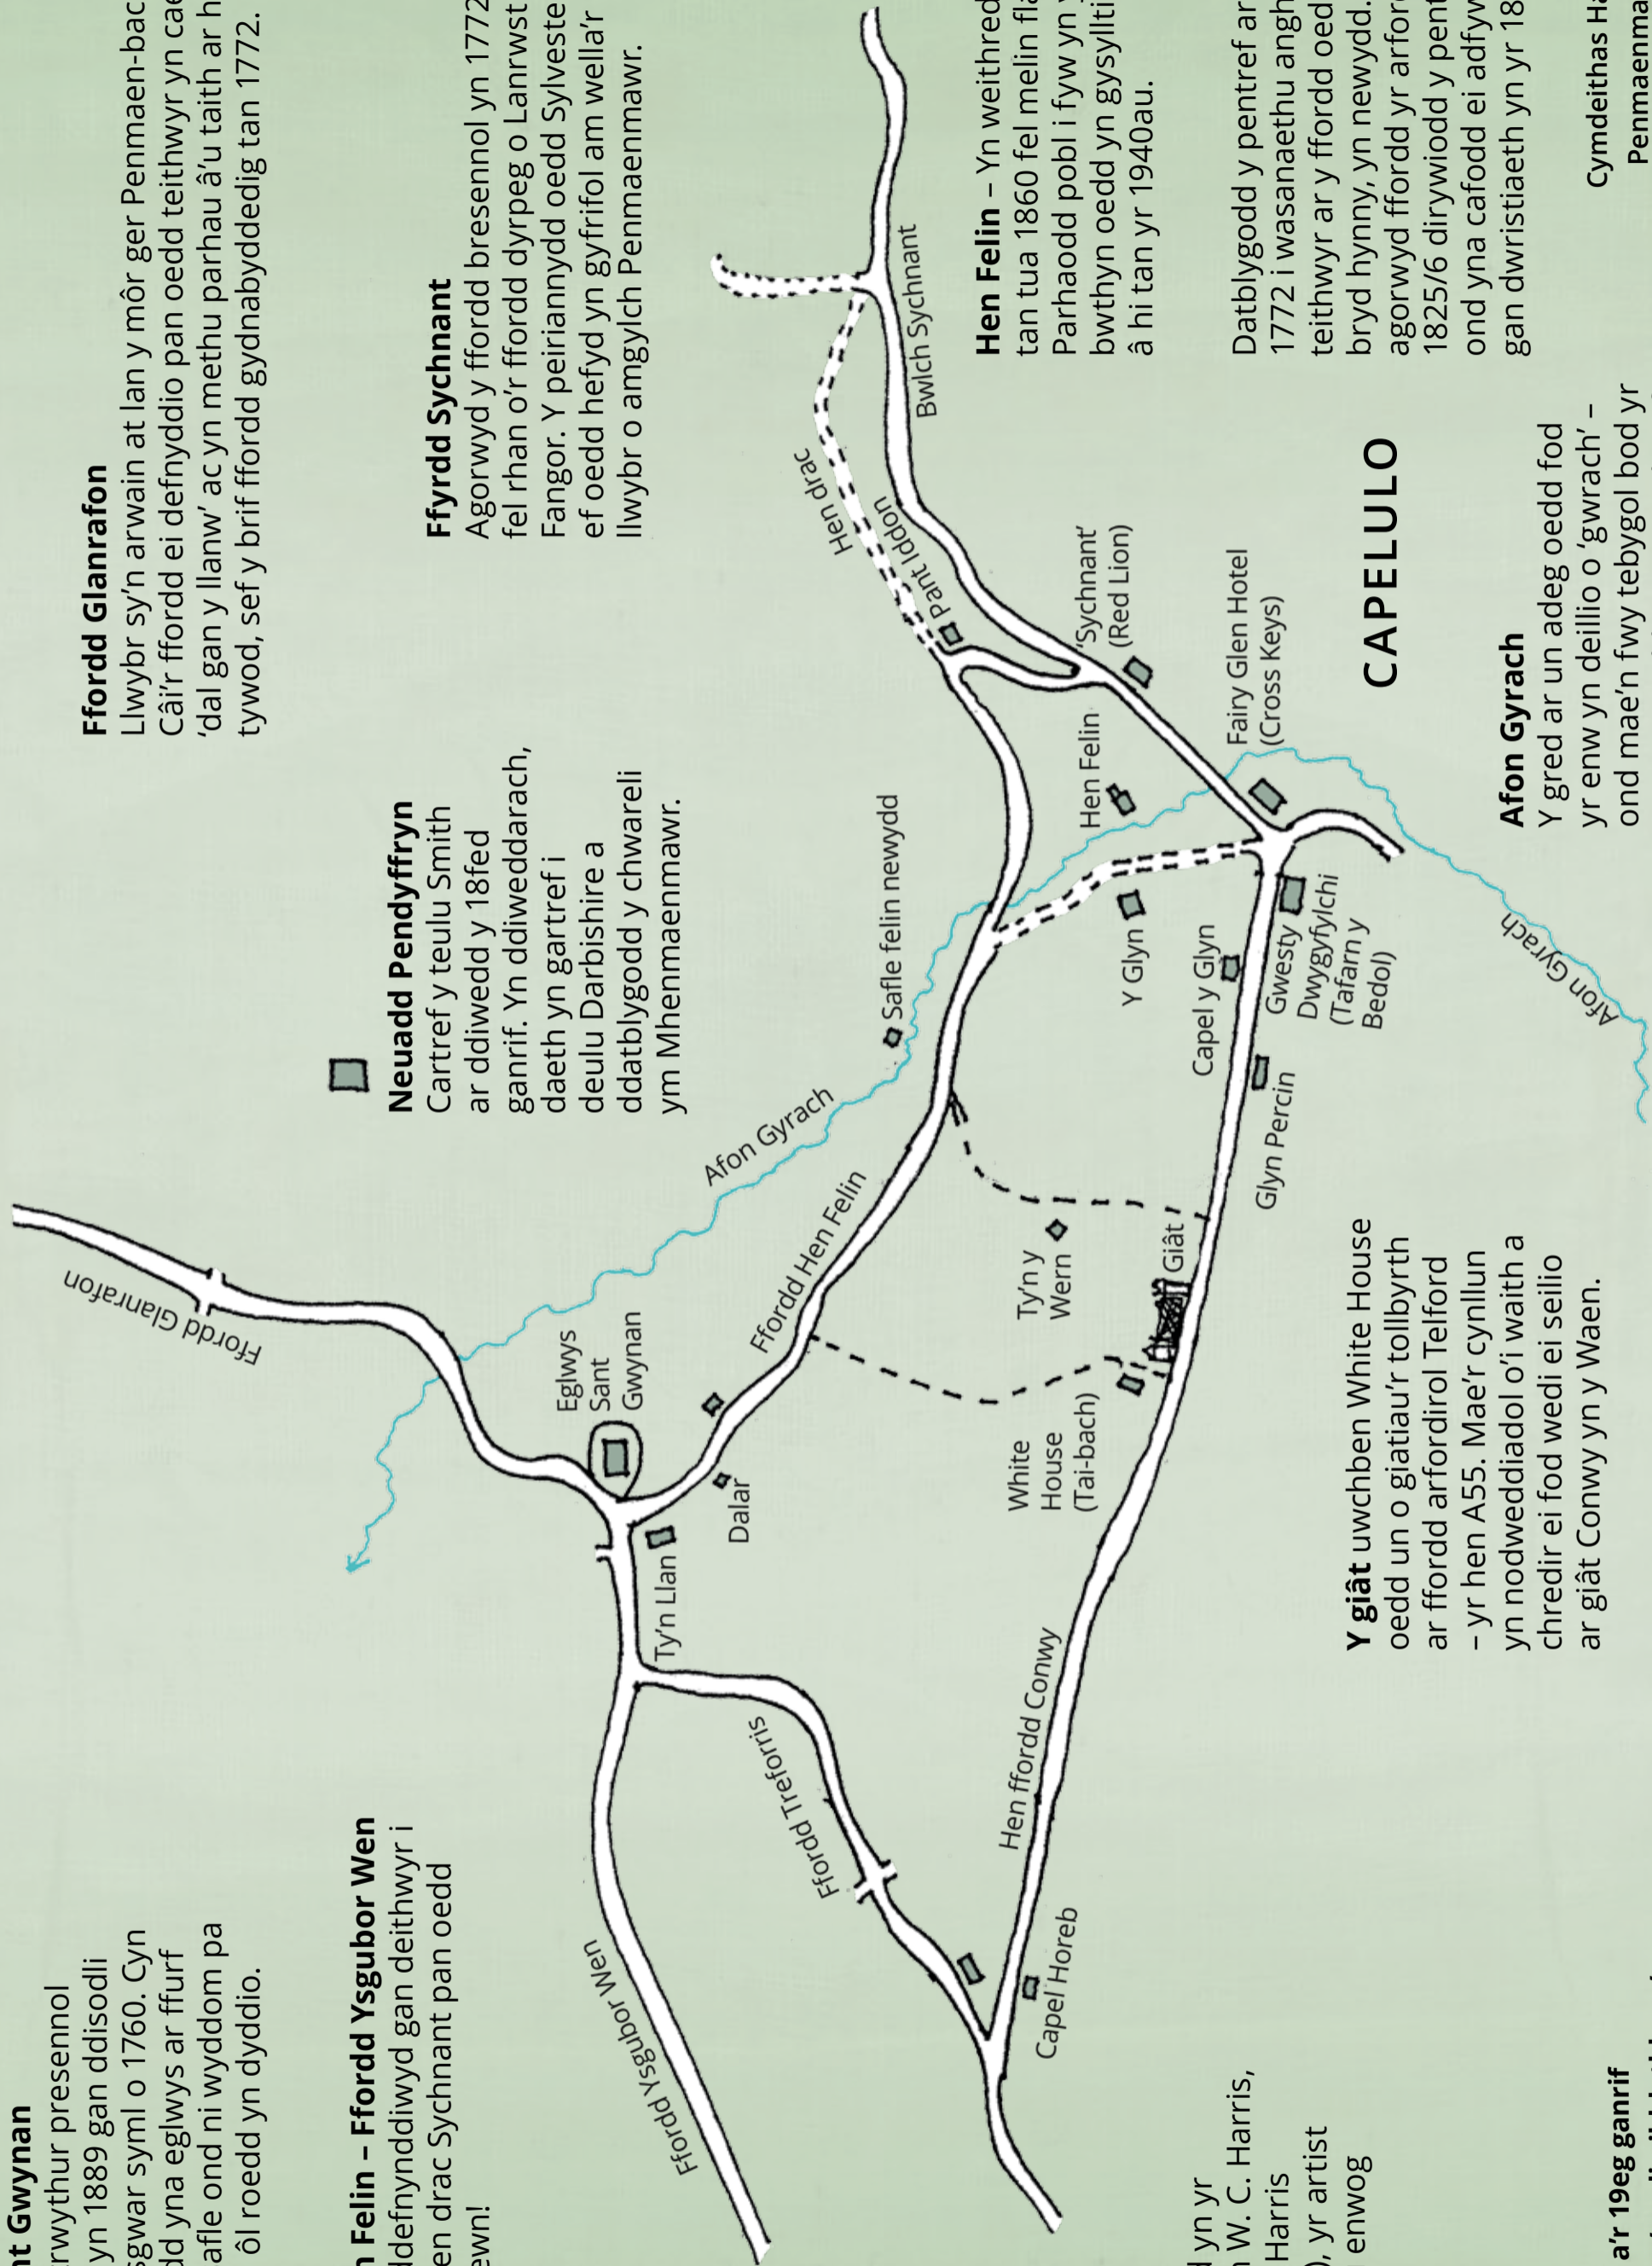 nt Gwynan
rwythur presennol
yn 1889 gan ddisodli
sgwar syml o 1760. Cyn
dd yna eglwys ar ffurf
afle ond ni wyddom pa
ôl roedd yn dyddio.
n Felin – Ffordd Ysgubor Wen
ddefnynddiwyd gan deithwyr i
en drac Sychnant pan oedd
ewn!
Ffordd Glanrafon
Llwybr sy’n arwain at lan y môr ger Penmaen-bac
Câi’r ffordd ei defnyddio pan oedd teithwyr yn cae
‘dal gan y llanw’ ac yn methu parhau â’u taith ar h
tywod, sef y brif ffordd gydnabyddedig tan 1772.
Neuadd Pendyffryn
Cartref y teulu Smith
ar ddiwedd y 18fed
ganrif. Yn ddiweddarach,
daeth yn gartref i
deulu Darbishire a
ddatblygodd y chwareli
ym Mhenmaenmawr.
Ffyrdd Sychnant
Agorwyd y ffordd bresennol yn 1772
fel rhan o’r ffordd dyrpeg o Lanrwst
Fangor. Y peiriannydd oedd Sylveste
ef oedd hefyd yn gyfrifol am wella’r
llwybr o amgylch Penmaenmawr.
Ffordd Glanrafon
Afon Gyrach
Eglwys
Sant
Gwynan
Ty’n Llan
Dalar
Ffordd Hen Felin
Safle felin newydd
Ffordd Ysgubor Wen
Ffordd Treforris
Hen drac
Pant Iddon
Bwlch Sychnant
Hen Felin
‘Sychnant’
(Red Lion)
Fairy Glen Hotel
(Cross Keys)
Y Glyn
Capel y Glyn
Gwesty
Dwygyfylchi
(Tafarn y
Bedol)
Glyn Percin
Ty’n y
Wern
Giât
White
House
(Tai-bach)
Hen ffordd Conwy
Capel Horeb
CAPELULO
Afon Gyrach
Hen Felin – Yn weithred
tan tua 1860 fel melin fla
Parhaodd pobl i fyw yn y
bwthyn oedd yn gysyllti
â hi tan yr 1940au.
Datblygodd y pentref ar
1772 i wasanaethu angh
teithwyr ar y ffordd oed
bryd hynny, yn newydd.
agorwyd ffordd yr arfor
1825/6 dirywiodd y pent
ond yna cafodd ei adfyw
gan dwristiaeth yn yr 18
Y giât uwchben White House
oedd un o giatiau’r tollbyrth
ar ffordd arfordirol Telford
– yr hen A55. Mae’r cynllun
yn nodweddiadol o’i waith a
chredir ei fod wedi ei seilio
ar giât Conwy yn y Waen.
Afon Gyrach
Y gred ar un adeg oedd fod
yr enw yn deillio o ‘gwrach’ –
ond mae’n fwy tebygol bod yr
d yn yr
W. C. Harris,
Harris
), yr artist
enwog
a’r 19eg ganrif
Cymdeithas Ha
Penmaenma